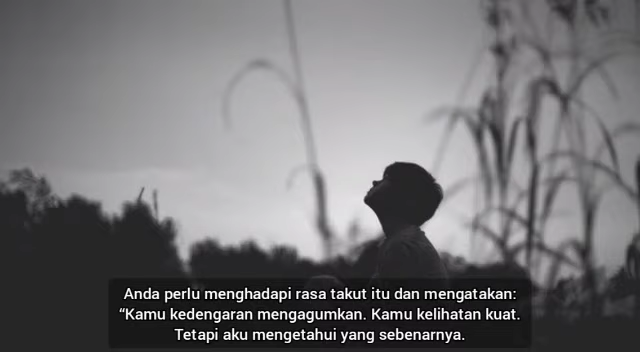 Anda perlu menghadapi rasa takut itu dan mengatakan:
“Kamu kedengaran mengagumkan. Kamu kelihatan kuat.
Tetapi aku mengetahui yang sebenarnya.